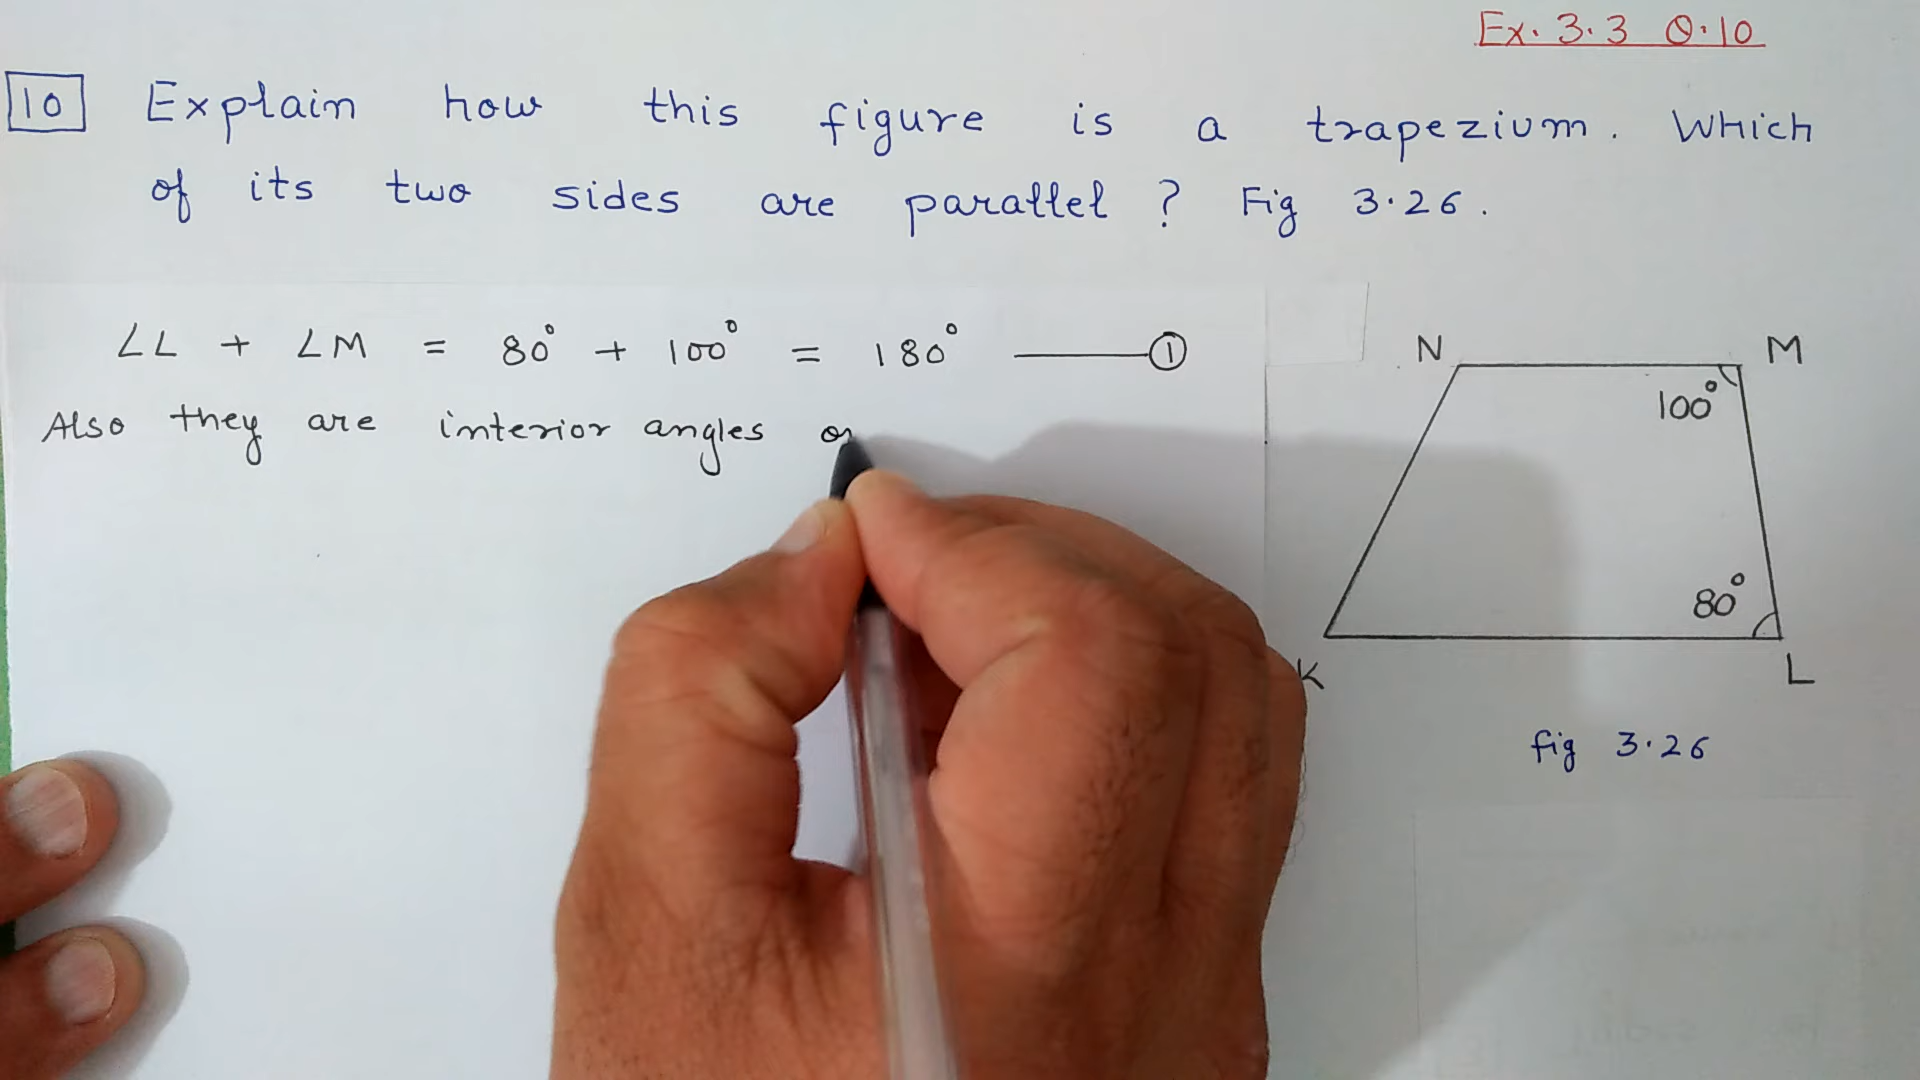 Ex. 3.3 Q.10
10 Explain how this figure is a trapezium. Which
of its two sides are parallel? Fig 3.26.
∠L + ∠M = 80° + 100° = 180° ——— ①
Also they are interior angles on
N M
100°
80°
K L
fig 3.26